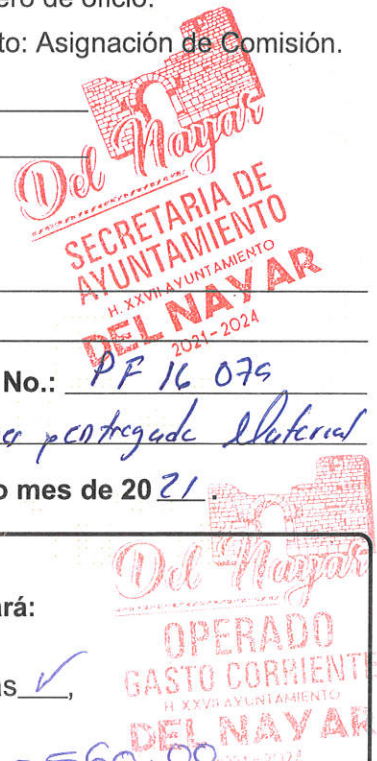 ero de oficio:
to: Asignación de Comisión.
Del Nayar
SECRETARIA DE
AYUNTAMIENTO
H. XXVII AYUNTAMIENTO
DEL NAYAR
2021-2024
No.: PF 16 079
entregade Material
o mes de 20 21.
ará:
Del Nayar
OPERADO
as ✓,
GASTO CORRIENTE
H XXVII AYUNTAMIENTO
DEL NAYAR
560.00